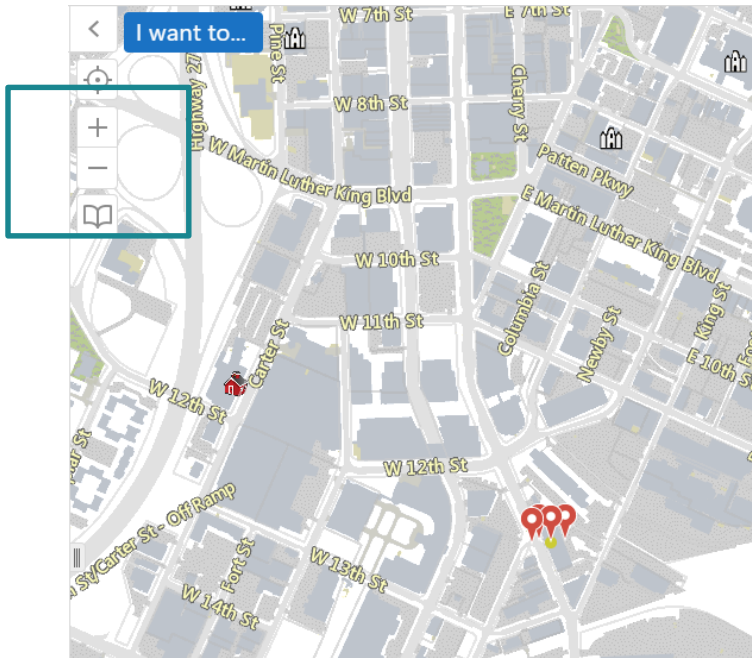 I want to...
W 7th St
E 7th St
Pine St
Highway 27
Cherry St
W 8th St
W Martin Luther King Blvd
Patten Pkwy
E Martin Luther King Blvd
W 10th St
Columbia St
King St
W 11th St
Newby St
E 10th S
Carter St
W 12th St
W 12th St
ar St
n St/Carter St - Off Ramp
Fort St
W 13th St
W 14th St